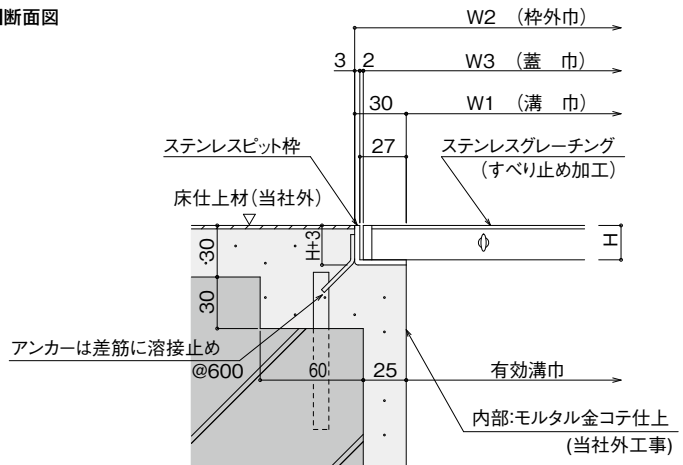 断面図
W2 (枠外巾)
3 2 W3 (蓋 巾)
30 W1 (溝 巾)
27
ステンレスピット枠
ステンレスグレーチング
(すべり止め加工)
床仕上材(当社外)
H+3
H
30
30
アンカーは差筋に溶接止め
@600
60
25
有効溝巾
内部:モルタル金コテ仕上
(当社外工事)